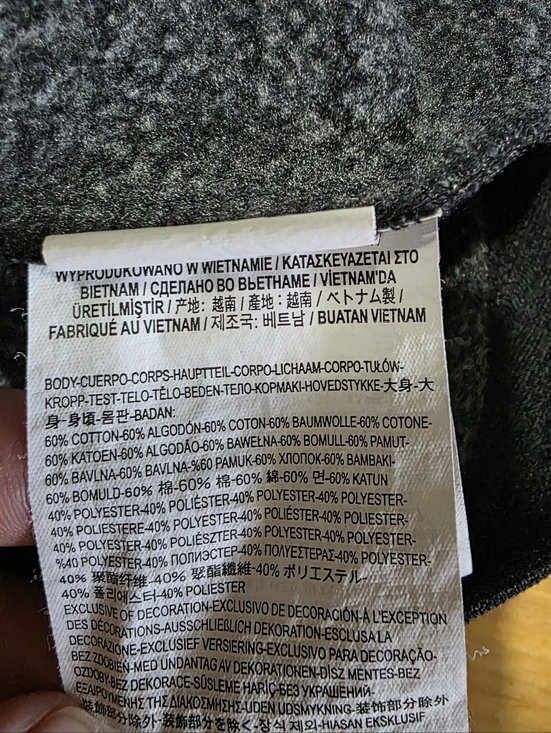 WYPRODUKOWANO W WIETNAMIE / ΚΑΤΑΣΚΕΥΑΖΕΤΑΙ ΣΤΟ
ΒΙΕΤΝΑΜ / СДЕЛАНО ВО ВЬЕТНАМЕ / VİETNAM'DA
ÜRETİLMİŞTİR / 产地: 越南 / 產地: 越南 / ベトナム製 /
FABRIQUÉ AU VIETNAM / 제조국: 베트남 / BUATAN VIETNAM
BODY-CUERPO-CORPS-HAUPTTEIL-CORPO-LICHAAM-CORPO-TUŁÓW-
KROPP-TEST-TELO-TĚLO-BEDEN-ТЕЛО-ΚΟΡΜΑΚΙ-HOVEDSTYKKE-大身-大
身-身頃-몸판-BADAN:
60% COTTON-60% ALGODÓN-60% COTON-60% BAUMWOLLE-60% COTONE-
60% KATOEN-60% ALGODÃO-60% BAWEŁNA-60% BOMULL-60% PAMUT-
60% BAVLNA-60% BAVLNA-%60 PAMUK-60% ХЛОПОК-60% ΒΑΜΒΑΚΙ-
60% BOMULD-60% 棉-60% 棉-60% 綿-60% 면-60% KATUN
40% POLYESTER-40% POLIÉSTER-40% POLYESTER-40% POLYESTER-
40% POLIESTERE-40% POLYESTER-40% POLIÉSTER-40% POLIESTER-
40% POLYESTER-40% POLIÉSZTER-40% POLYESTER-40% POLYESTER-
%40 POLYESTER-40% ПОЛИЭСТЕР-40% ΠΟΛΥΕΣΤΕΡΑΣ-40% POLYESTER-
40% 聚酯纤维-40% 聚酯纖維-40% ポリエステル-
40% 폴리에스터-40% POLIESTER
EXCLUSIVE OF DECORATION-EXCLUSIVO DE DECORACIÓN-À L'EXCEPTION
DES DÉCORATIONS-AUSSCHLIEẞLICH DEKORATION-ESCLUSA LA
DECORAZIONE-EXCLUSIEF VERSIERING-EXCLUSIVO PARA DECORAÇÃO-
BEZ ZDOBIEŃ-MED UNDANTAG AV DEKORATIONEN-DÍSZ MENTES-BEZ
OZDOBY-BEZ DEKORACE-SÜSLEME HARİÇ-БЕЗ УКРАШЕНИЙ-
ΕΞΑΙΡΟΜΕΝΗΣ ΤΗΣ ΔΙΑΚΟΣΜΗΣΗΣ-UDEN UDSMYKNING-装饰部分除外-
裝飾部分除外-装飾部分を除く-장식 제외-HIASAN EKSKLUSIF